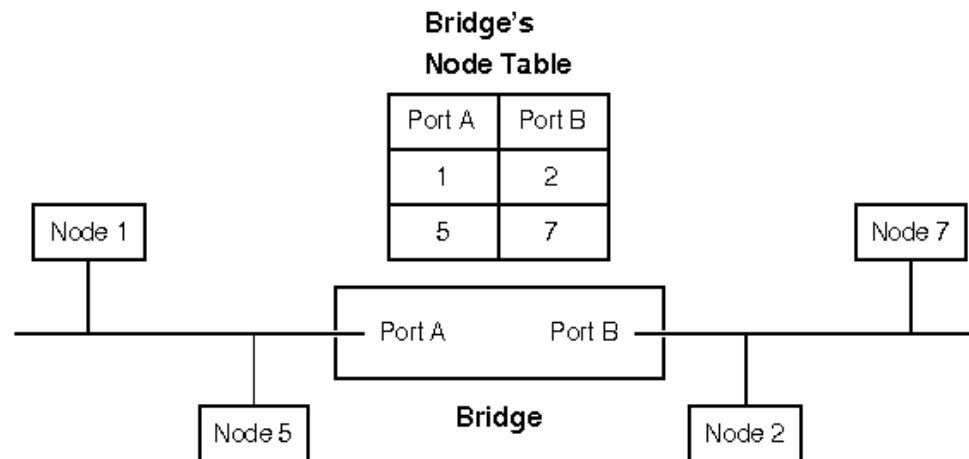 Bridge's
Node Table
Port A Port B
1 2
5 7
Node 1
Node 7
Port A Port B
Node 5
Bridge
Node 2